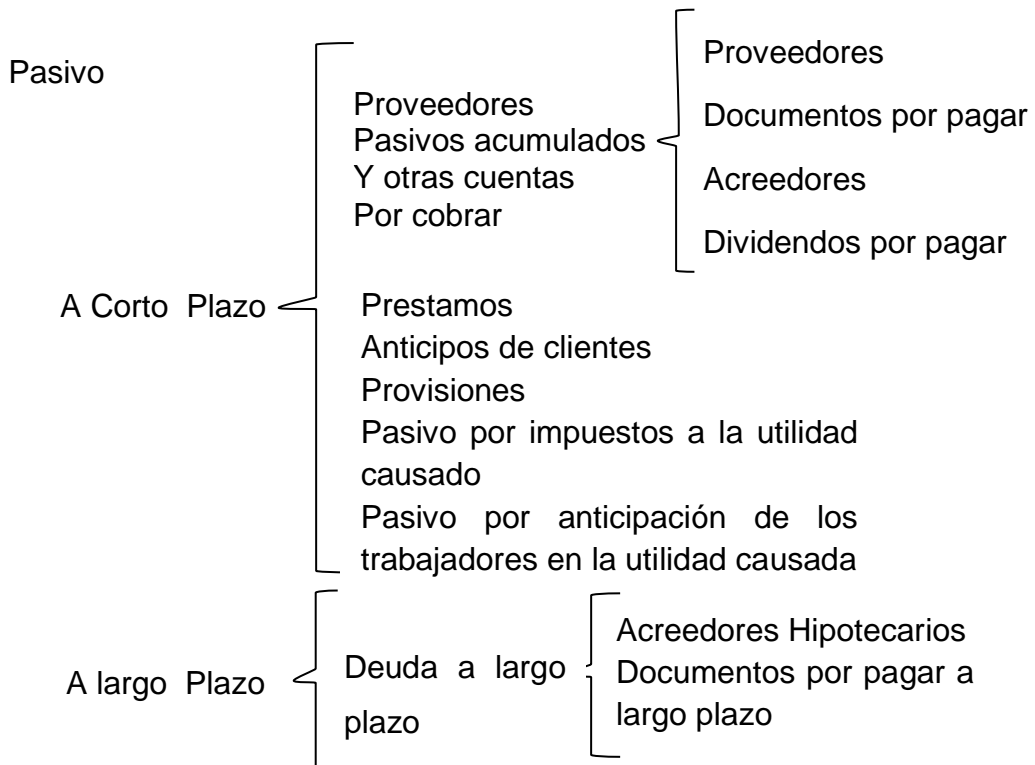 Pasivo
A Corto Plazo
Proveedores
Pasivos acumulados
Y otras cuentas
Por cobrar
Proveedores
Documentos por pagar
Acreedores
Dividendos por pagar
Prestamos
Anticipos de clientes
Provisiones
Pasivo por impuestos a la utilidad
causado
Pasivo por anticipación de los
trabajadores en la utilidad causada
A largo Plazo
Deuda a largo
plazo
Acreedores Hipotecarios
Documentos por pagar a
largo plazo